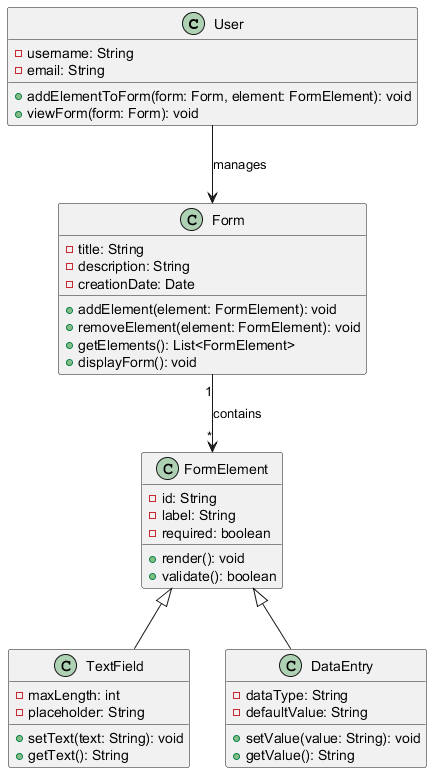 C User
username: String
email: String
addElementToForm(form: Form, element: FormElement): void
viewForm(form: Form): void
manages
C Form
title: String
description: String
creationDate: Date
addElement(element: FormElement): void
removeElement(element: FormElement): void
getElements(): List<FormElement>
displayForm(): void
1
contains
*
C FormElement
id: String
label: String
required: boolean
render(): void
validate(): boolean
C TextField
maxLength: int
placeholder: String
setText(text: String): void
getText(): String
C DataEntry
dataType: String
defaultValue: String
setValue(value: String): void
getValue(): String